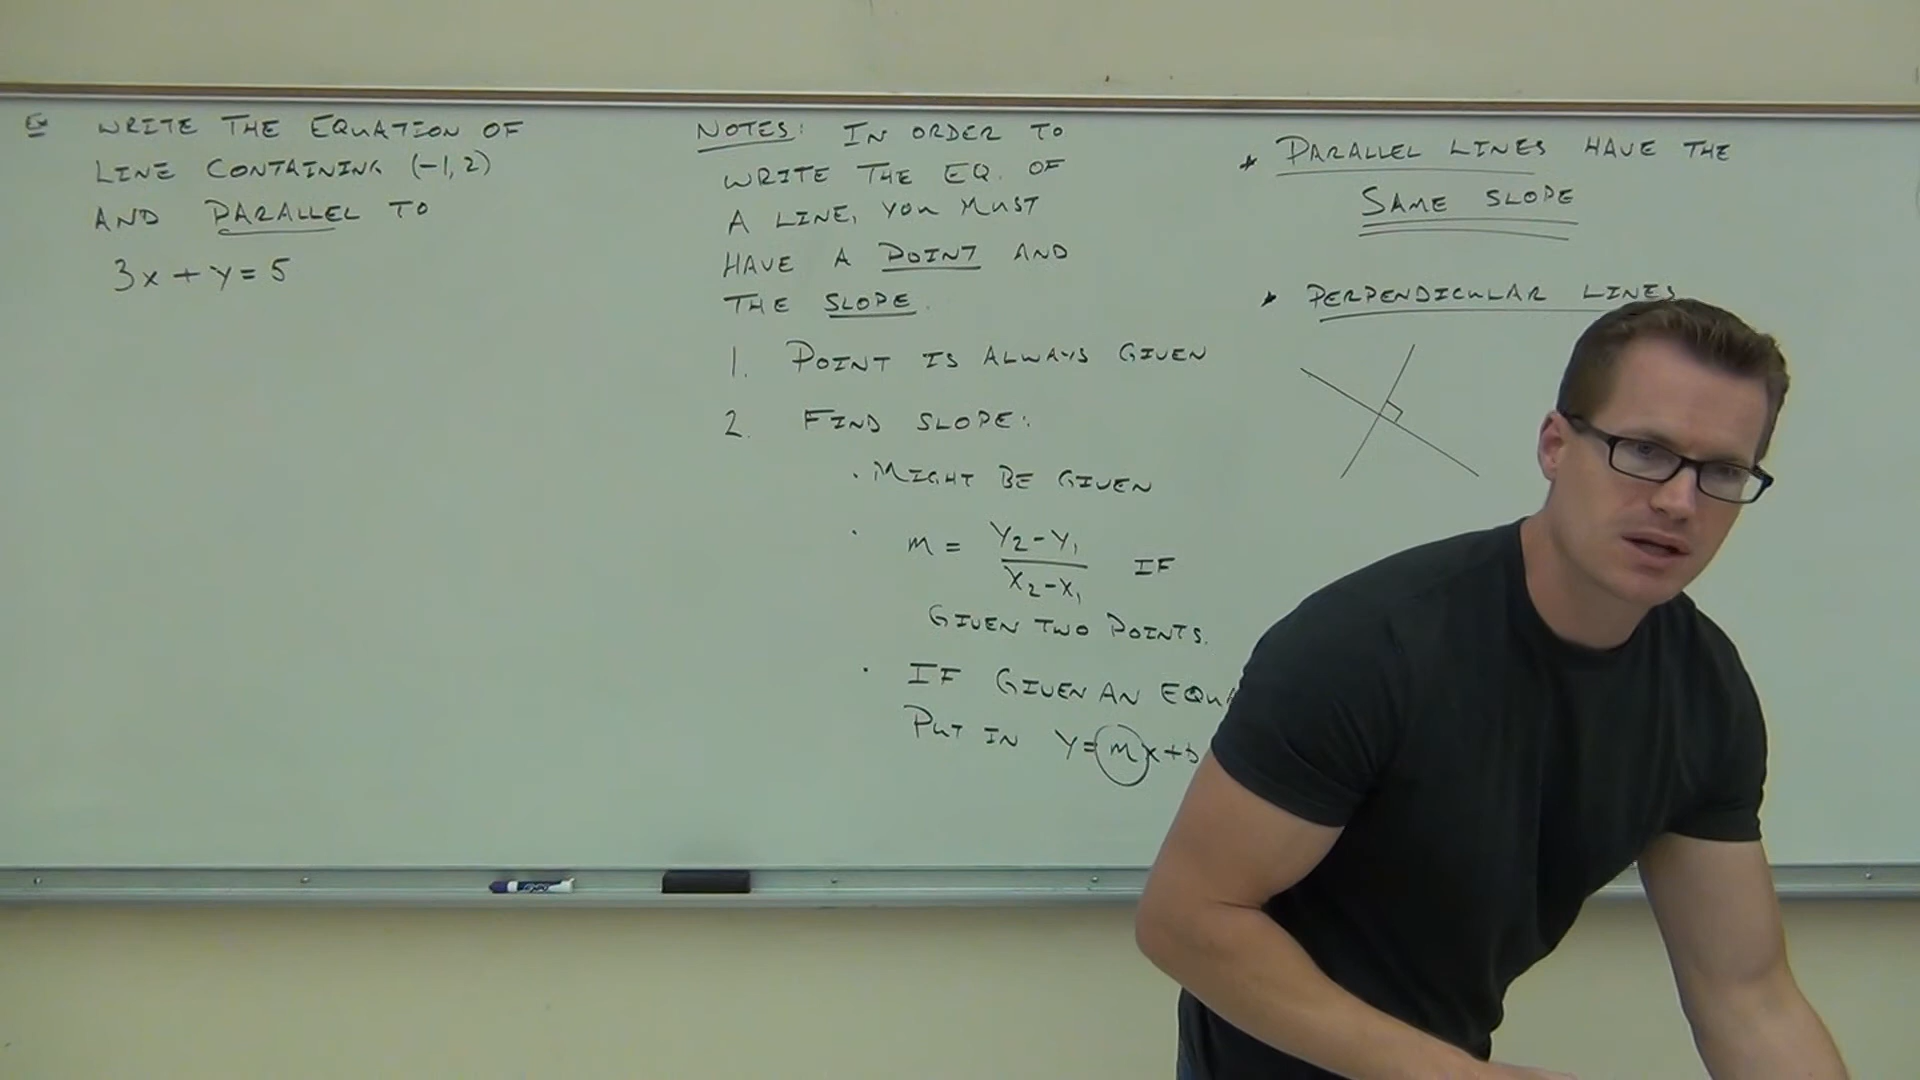 Ex WRITE THE EQUATION OF
LINE CONTAINING (-1,2)
AND PARALLEL TO
3x + y = 5
NOTES: IN ORDER TO
WRITE THE EQ. OF
A LINE, YOU MUST
HAVE A POINT AND
THE SLOPE.
1. POINT IS ALWAYS GIVEN
2. FIND SLOPE:
· MIGHT BE GIVEN
· m = y₂-y₁/x₂-x₁ IF
GIVEN TWO POINTS.
· IF GIVEN AN EQUA
PUT IN y=mx+b
* PARALLEL LINES HAVE THE
SAME SLOPE
* PERPENDICULAR LINES
EXPO